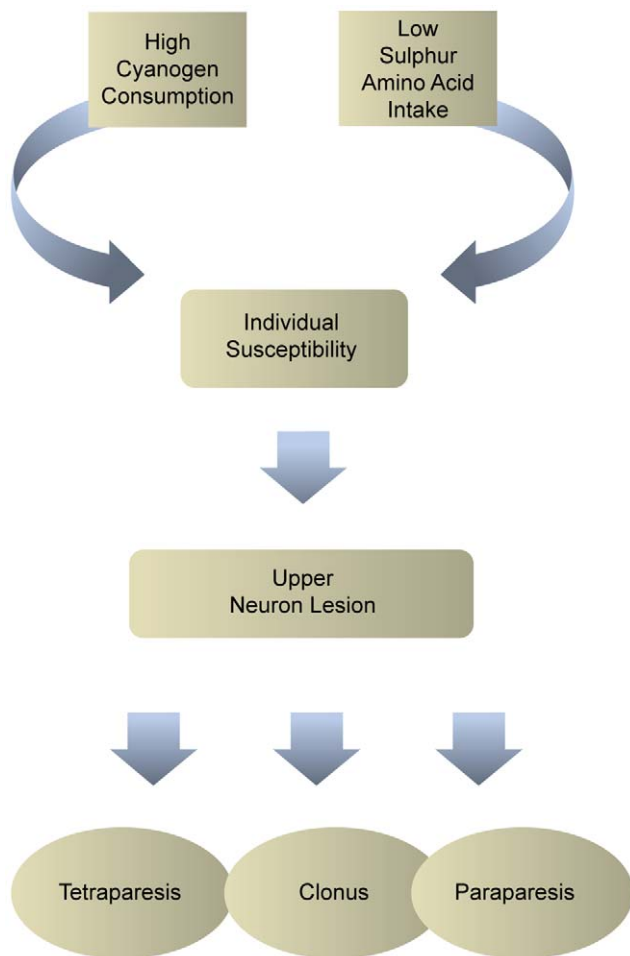 High
Cyanogen
Consumption
Low
Sulphur
Amino Acid
Intake
Individual
Susceptibility
Upper
Neuron Lesion
Tetraparesis
Clonus
Paraparesis